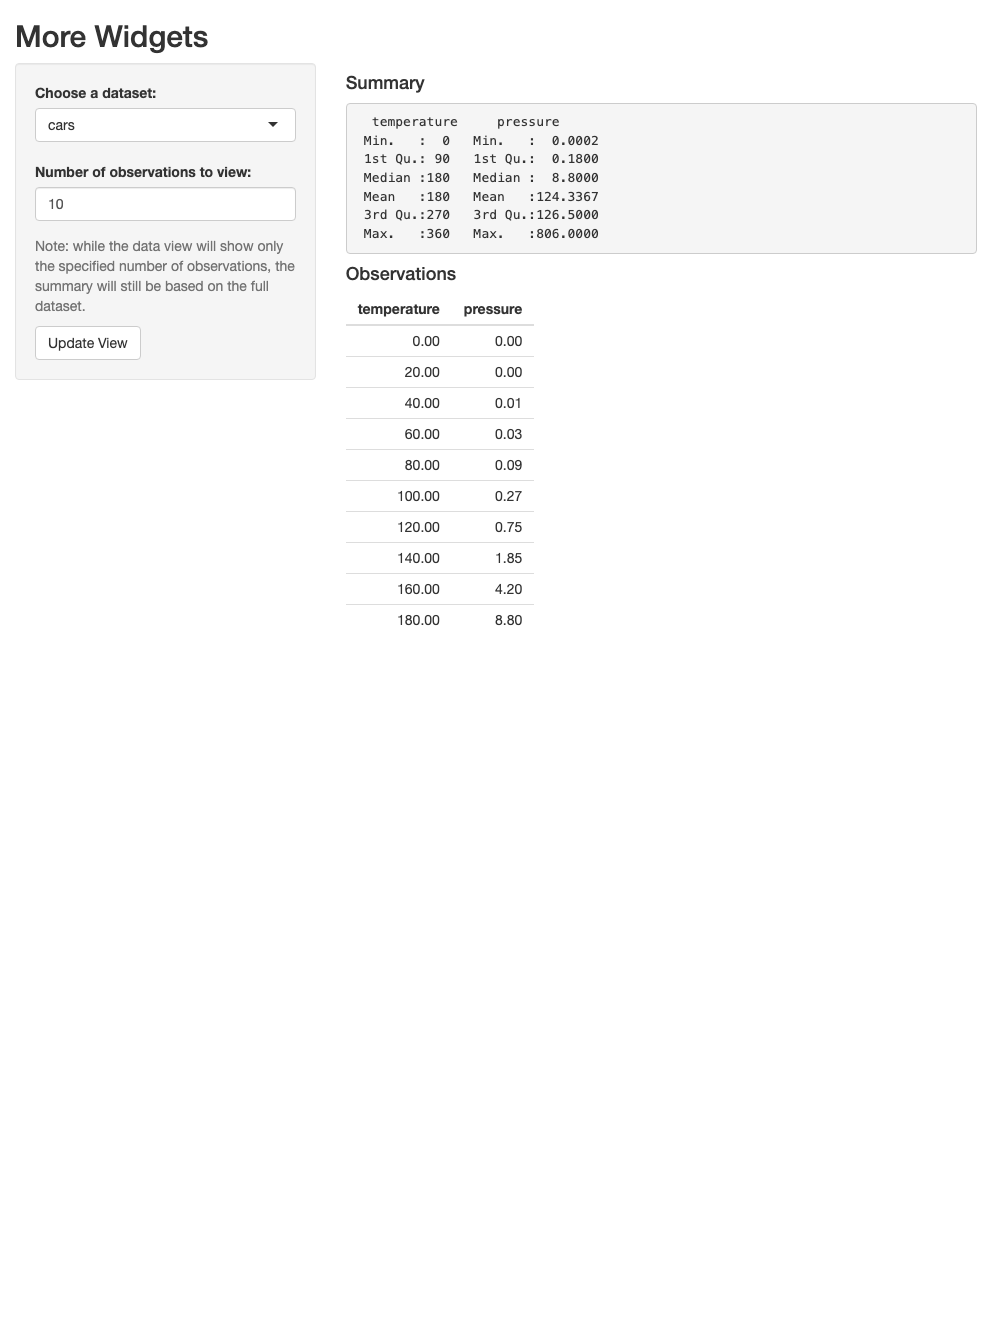 More Widgets
Choose a dataset:
cars
Number of observations to view:
10
Note: while the data view will show only
the specified number of observations, the
summary will still be based on the full
dataset.
Update View
Summary
temperature pressure
Min. : 0 Min. : 0.0002
1st Qu.: 90 1st Qu.: 0.1800
Median :180 Median : 8.8000
Mean :180 Mean :124.3367
3rd Qu.:270 3rd Qu.:126.5000
Max. :360 Max. :806.0000
Observations
temperature pressure
0.00 0.00
20.00 0.00
40.00 0.01
60.00 0.03
80.00 0.09
100.00 0.27
120.00 0.75
140.00 1.85
160.00 4.20
180.00 8.80